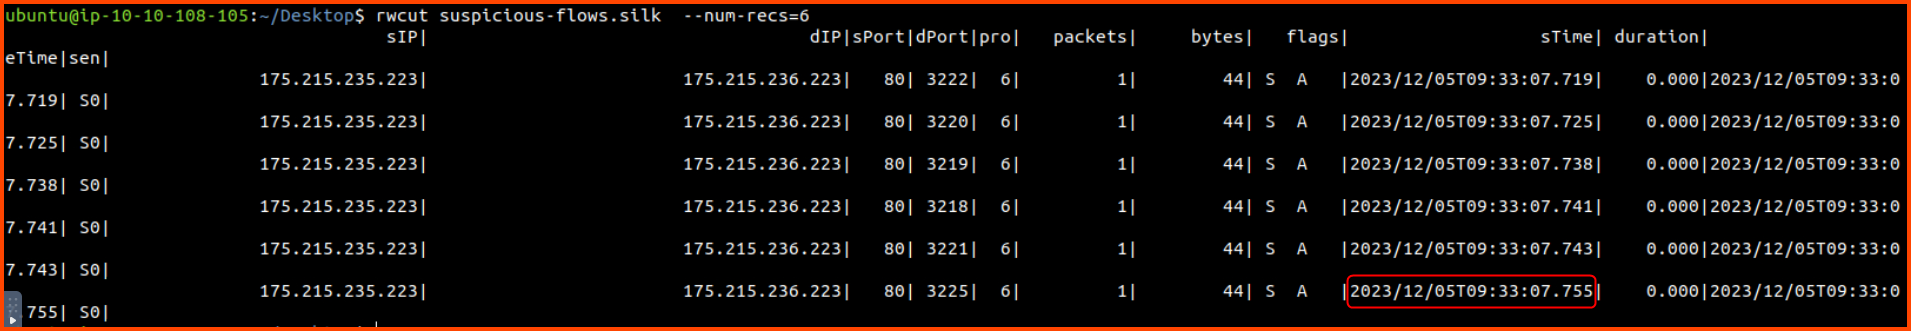 ubuntu@ip-10-10-108-105:~/Desktop$ rwcut suspicious-flows.silk  --num-recs=6
sIP| dIP|sPort|dPort|pro| packets| bytes| flags| sTime| duration|
eTime|sen|
175.215.235.223| 175.215.236.223| 80| 3222| 6| 1| 44| S A |2023/12/05T09:33:07.719| 0.000|2023/12/05T09:33:0
7.719| S0|
175.215.235.223| 175.215.236.223| 80| 3220| 6| 1| 44| S A |2023/12/05T09:33:07.725| 0.000|2023/12/05T09:33:0
7.725| S0|
175.215.235.223| 175.215.236.223| 80| 3219| 6| 1| 44| S A |2023/12/05T09:33:07.738| 0.000|2023/12/05T09:33:0
7.738| S0|
175.215.235.223| 175.215.236.223| 80| 3218| 6| 1| 44| S A |2023/12/05T09:33:07.741| 0.000|2023/12/05T09:33:0
7.741| S0|
175.215.235.223| 175.215.236.223| 80| 3221| 6| 1| 44| S A |2023/12/05T09:33:07.743| 0.000|2023/12/05T09:33:0
7.743| S0|
175.215.235.223| 175.215.236.223| 80| 3225| 6| 1| 44| S A |2023/12/05T09:33:07.755| 0.000|2023/12/05T09:33:0
.755| S0|